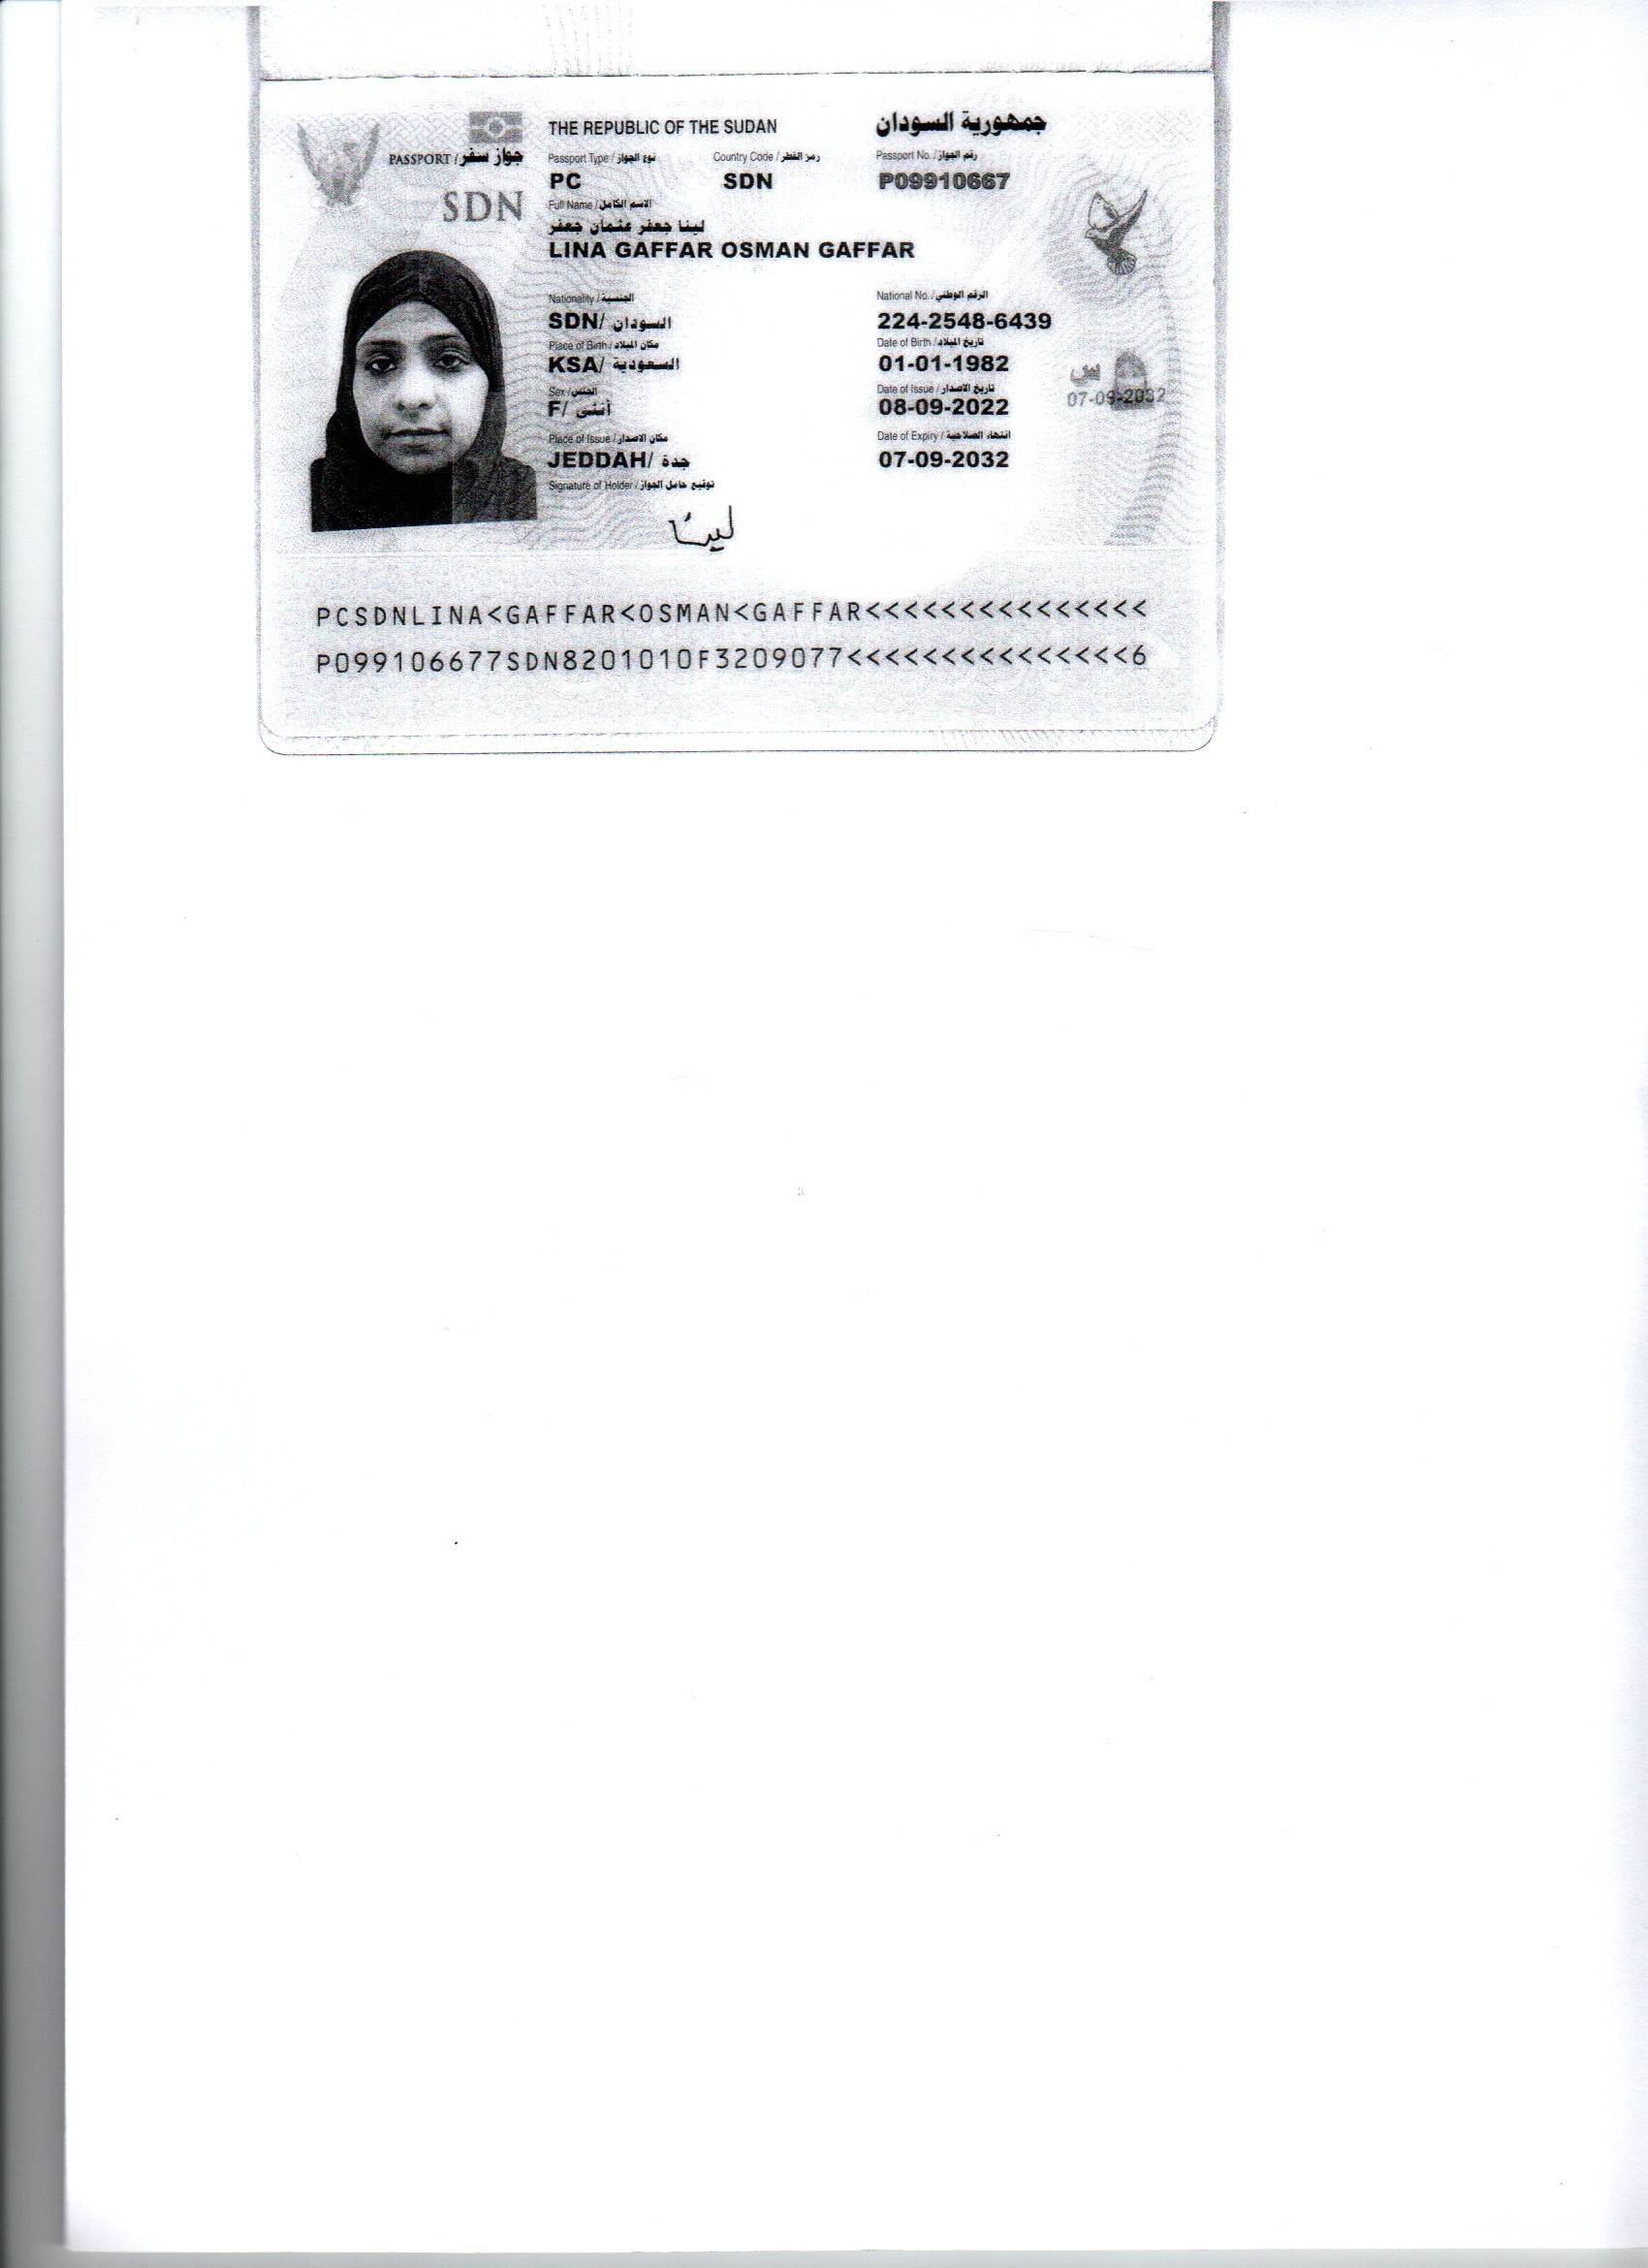 THE REPUBLIC OF THE SUDAN
جمهورية السودان
PASSPORT / جواز سفر
SDN
Passport Type / نوع الجواز
Country Code / رمز القطر
Passport No. / رقم الجواز
PC
SDN
P09910667
Full Name / الاسم الكامل
لينا جعفر عثمان جعفر
LINA GAFFAR OSMAN GAFFAR
Nationality / الجنسية
National No. / الرقم الوطني
SDN/ السودان
224-2548-6439
Place of Birth / مكان الميلاد
Date of Birth / تاريخ الميلاد
KSA/ السعودية
01-01-1982
Sex / الجنس
Date of Issue / تاريخ الاصدار
F/ أنثى
08-09-2022
س
07-09-2032
Place of Issue / مكان الاصدار
Date of Expiry / انتهاء الصلاحية
JEDDAH/ جدة
07-09-2032
Signature of Holder / توقيع حامل الجواز
لينا
PCSDNLINA<GAFFAR<OSMAN<GAFFAR<<<<<<<<<<<<<<<
P099106677SDN8201010F3209077<<<<<<<<<<<<<<<6